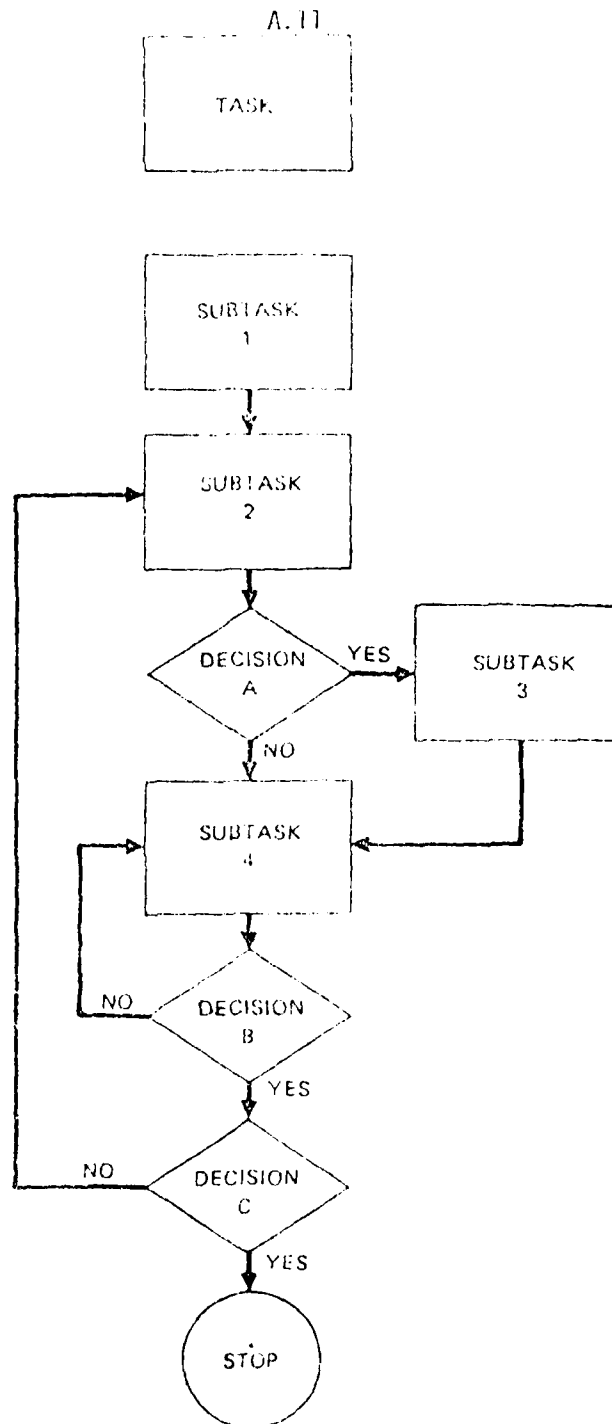 A.11
TASK
SUBTASK
1
SUBTASK
2
DECISION
A
YES
SUBTASK
3
NO
SUBTASK
4
DECISION
B
NO
YES
DECISION
C
NO
YES
STOP